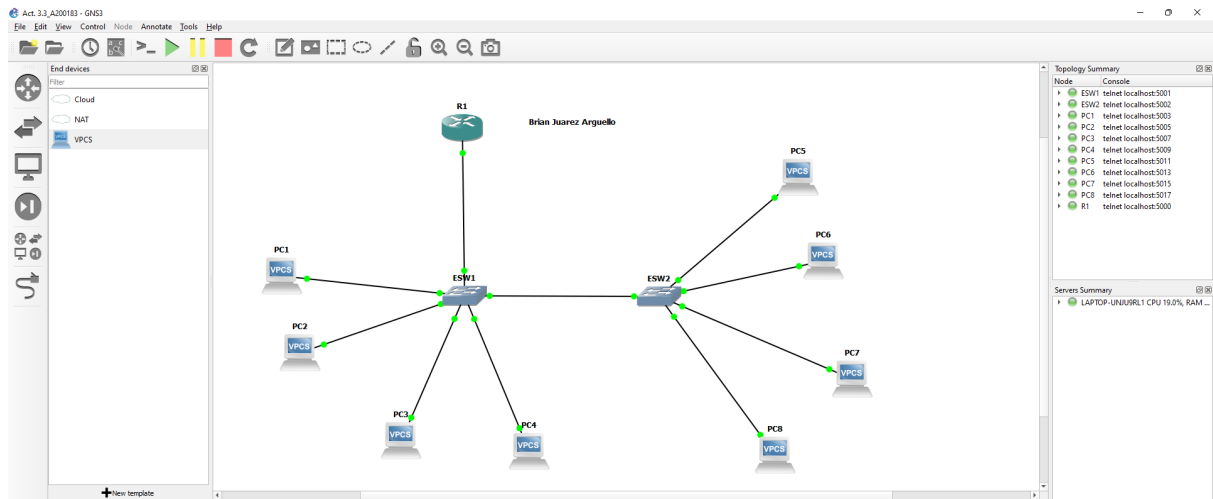 Act. 3.3_A200183 - GNS3
File Edit View Control Node Annotate Tools Help
End devices
Filter
Cloud
NAT
VPCS
New template
R1
Brian Juarez Arguello
PC5
VPCS
PC6
VPCS
PC1
VPCS
ESW1
ESW2
PC2
VPCS
PC7
VPCS
PC3
VPCS
PC4
VPCS
PC8
VPCS
Topology Summary
Node Console
ESW1 telnet localhost:5001
ESW2 telnet localhost:5002
PC1 telnet localhost:5003
PC2 telnet localhost:5005
PC3 telnet localhost:5007
PC4 telnet localhost:5009
PC5 telnet localhost:5011
PC6 telnet localhost:5013
PC7 telnet localhost:5015
PC8 telnet localhost:5017
R1 telnet localhost:5000
Servers Summary
LAPTOP-UNJU9RL1 CPU 19.0%, RAM ...